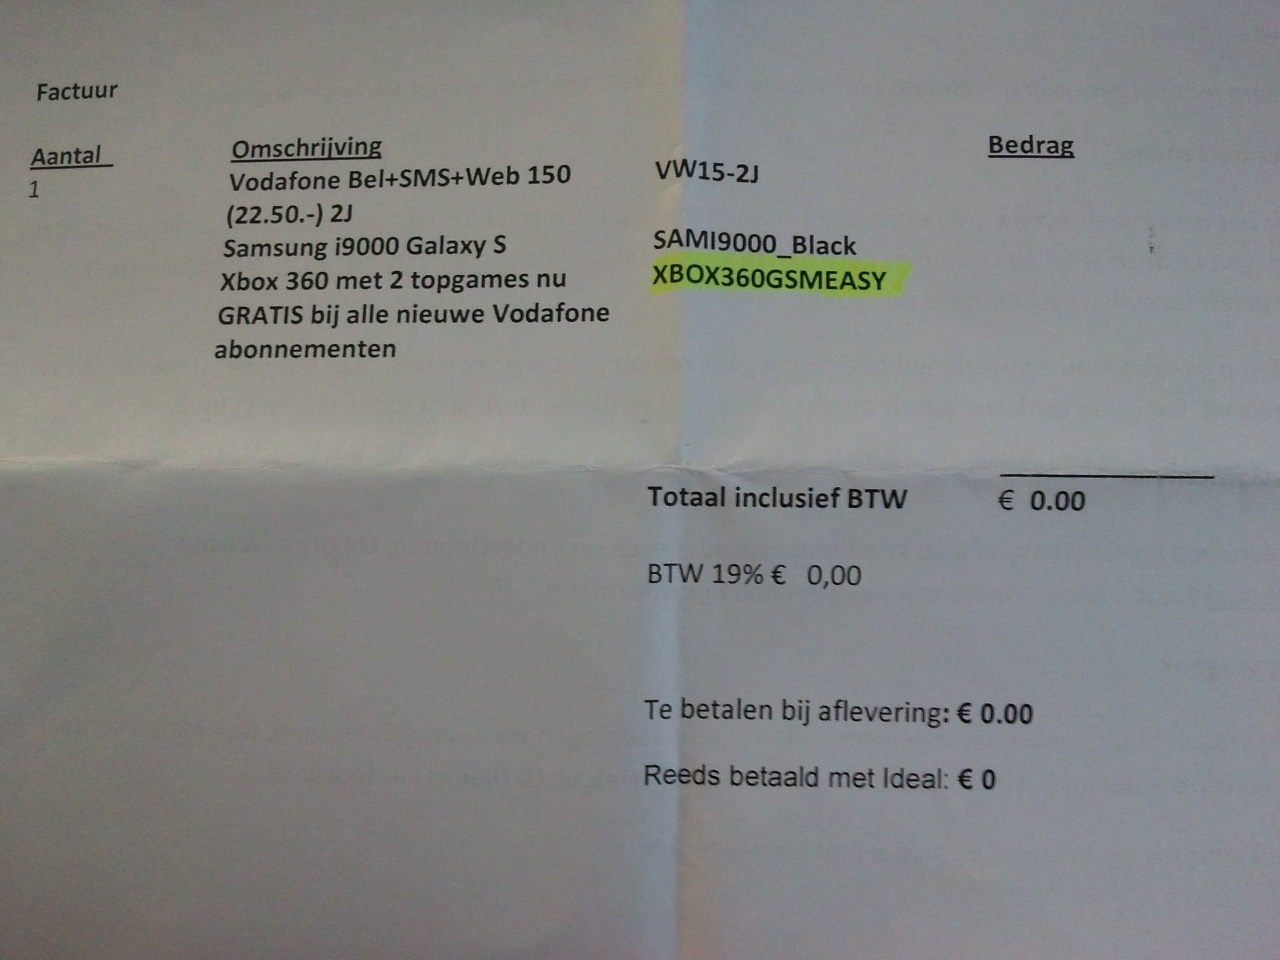 Factuur
Aantal Omschrijving Bedrag
1 Vodafone Bel+SMS+Web 150 VW15-2J
(22.50.-) 2J
Samsung i9000 Galaxy S SAMI9000_Black
Xbox 360 met 2 topgames nu XBOX360GSMEASY
GRATIS bij alle nieuwe Vodafone
abonnementen
Totaal inclusief BTW € 0.00
BTW 19% € 0,00
Te betalen bij aflevering: € 0.00
Reeds betaald met Ideal: € 0